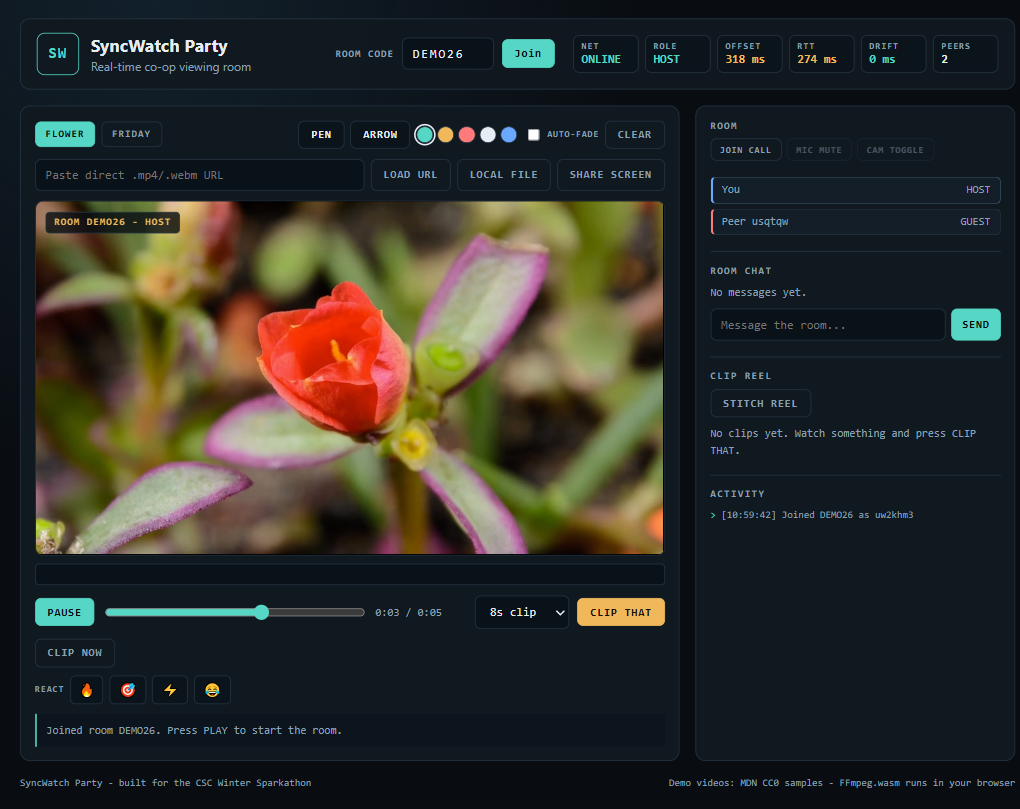 SW
SyncWatch Party
Real-time co-op viewing room
ROOM CODE
DEMO26
Join
NET
ONLINE
ROLE
HOST
OFFSET
318 ms
RTT
274 ms
DRIFT
0 ms
PEERS
2
FLOWER
FRIDAY
PEN
ARROW
AUTO-FADE
CLEAR
Paste direct .mp4/.webm URL
LOAD URL
LOCAL FILE
SHARE SCREEN
ROOM DEMO26 - HOST
PAUSE
0:03 / 0:05
8s clip
CLIP THAT
CLIP NOW
REACT
Joined room DEMO26. Press PLAY to start the room.
ROOM
JOIN CALL
MIC MUTE
CAM TOGGLE
You
HOST
Peer usqtqw
GUEST
ROOM CHAT
No messages yet.
Message the room...
SEND
CLIP REEL
STITCH REEL
No clips yet. Watch something and press CLIP
THAT.
ACTIVITY
> [10:59:42] Joined DEMO26 as uw2khm3
SyncWatch Party - built for the CSC Winter Sparkathon
Demo videos: MDN CC0 samples - FFmpeg.wasm runs in your browser